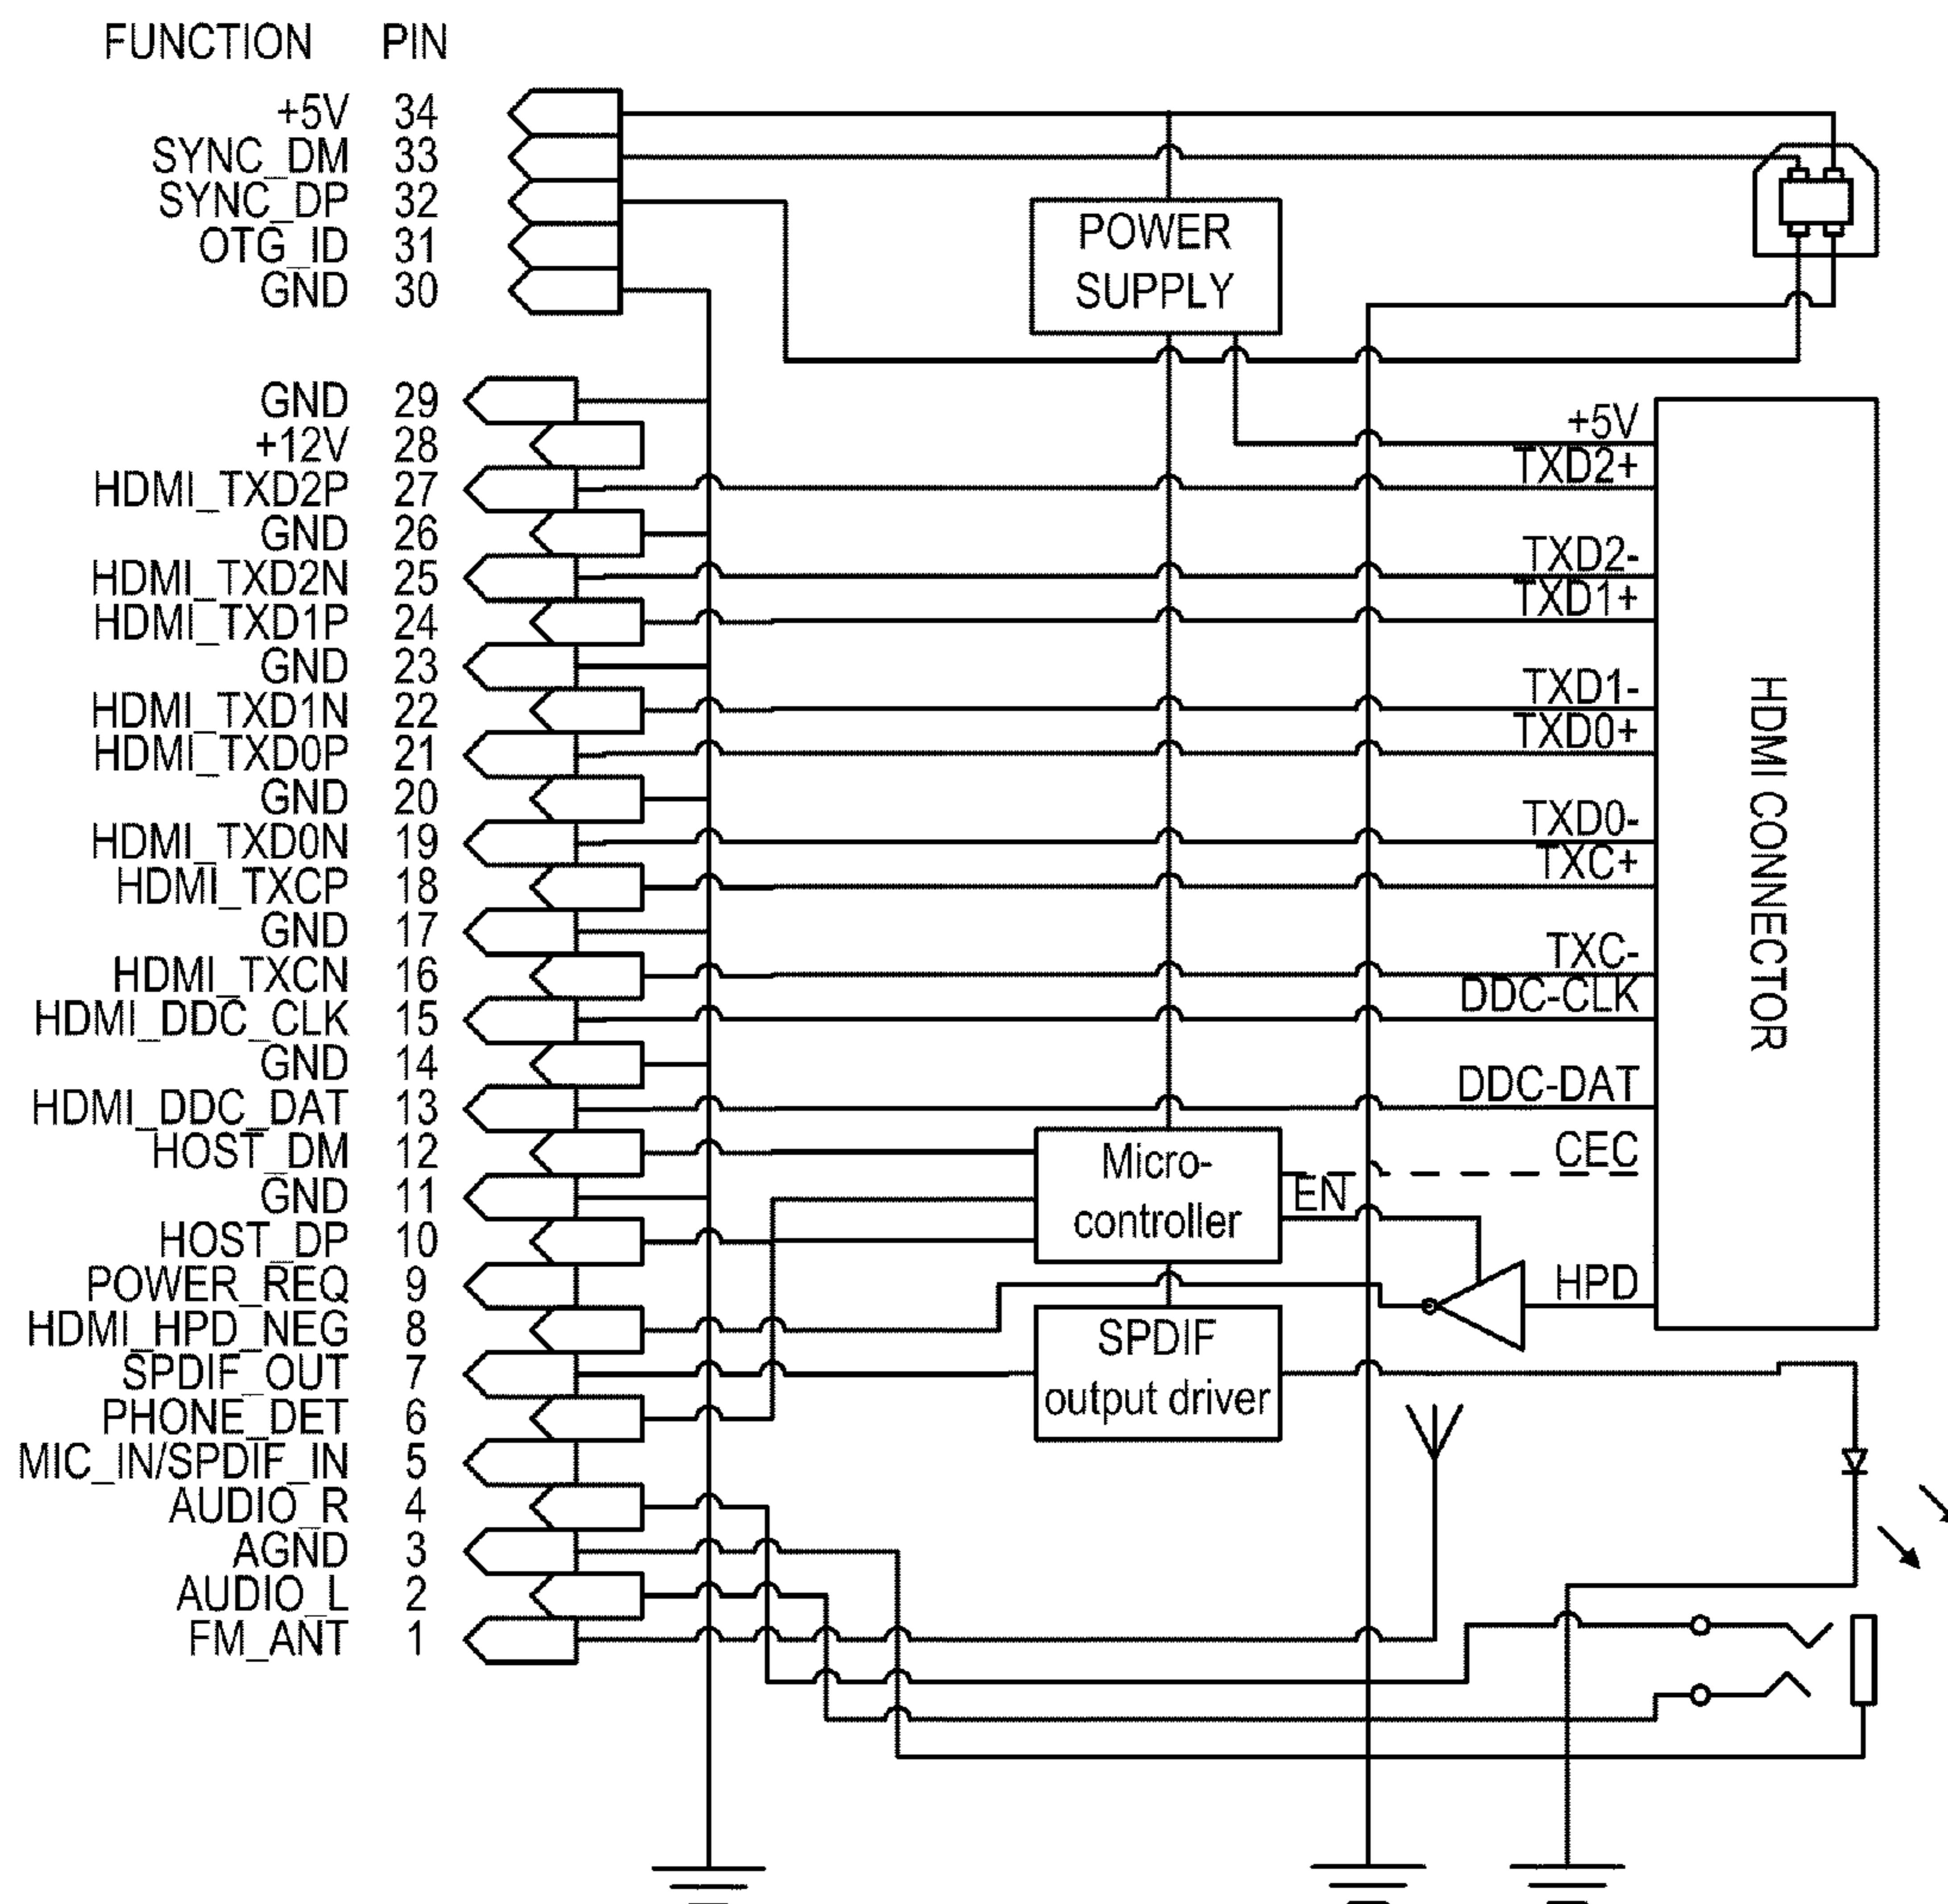 FUNCTION PIN
+5V 34
SYNC_DM 33
SYNC_DP 32
OTG_ID 31
GND 30
POWER
SUPPLY
GND 29
+12V 28
HDMI_TXD2P 27
GND 26
HDMI_TXD2N 25
HDMI_TXD1P 24
GND 23
HDMI_TXD1N 22
HDMI_TXD0P 21
GND 20
HDMI_TXD0N 19
HDMI_TXCP 18
GND 17
HDMI_TXCN 16
HDMI_DDC_CLK 15
GND 14
HDMI_DDC_DAT 13
HOST_DM 12
GND 11
HOST_DP 10
POWER_REQ 9
HDMI_HPD_NEG 8
SPDIF_OUT 7
PHONE_DET 6
MIC_IN/SPDIF_IN 5
AUDIO_R 4
AGND 3
AUDIO_L 2
FM_ANT 1
+5V
TXD2+
TXD2-
TXD1+
TXD1-
TXD0+
TXD0-
TXC+
TXC-
DDC-CLK
DDC-DAT
CEC
HPD
HDMI CONNECTOR
Micro-
controller
EN
SPDIF
output driver